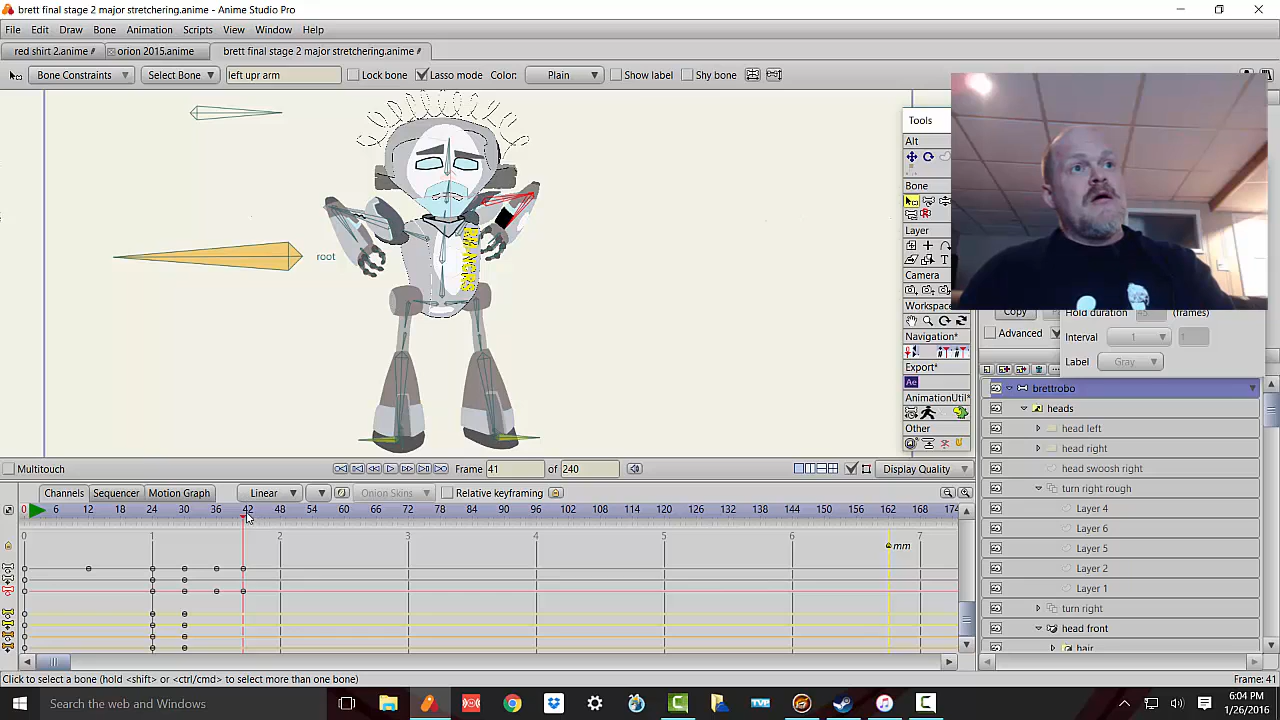 brett final stage 2 major stretchering.anime - Anime Studio Pro
File Edit Draw Bone Animation Scripts View Window Help
red shirt 2.anime * orion 2015.anime brett final stage 2 major stretchering.anime *
Bone Constraints Select Bone left upr arm Lock bone Lasso mode Color: Plain Show label Shy bone
Tools
Alt
Bone
Layer
Camera
Workspace
Navigation*
Export*
Ae
AnimationUtil*
Other
root
Copy Hold duration 48 (frames)
Advanced Interval 1 1
Label Gray
brettrobo
heads
head left
head right
head swoosh right
turn right rough
Layer 4
Layer 6
Layer 5
Layer 2
Layer 1
turn right
head front
hair
Multitouch Frame 41 of 240 Display Quality
Channels Sequencer Motion Graph Linear Onion Skins Relative keyframing
0 6 12 18 24 30 36 42 48 54 60 66 72 78 84 90 96 102 108 114 120 126 132 138 144 150 156 162 168 174
0 1 2 3 4 5 6 7
mm
Click to select a bone (hold <shift> or <ctrl/cmd> to select more than one bone) Frame: 41
Search the web and Windows TVP 6:04 PM
1/26/2016